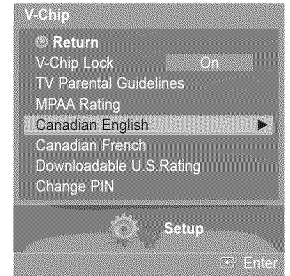 V-Chip
Return
V-Chip Lock On
TV Parental Guidelines
MPAA Rating
Canadian English
Canadian French
Downloadable U.S.Rating
Change PIN
Setup
Enter